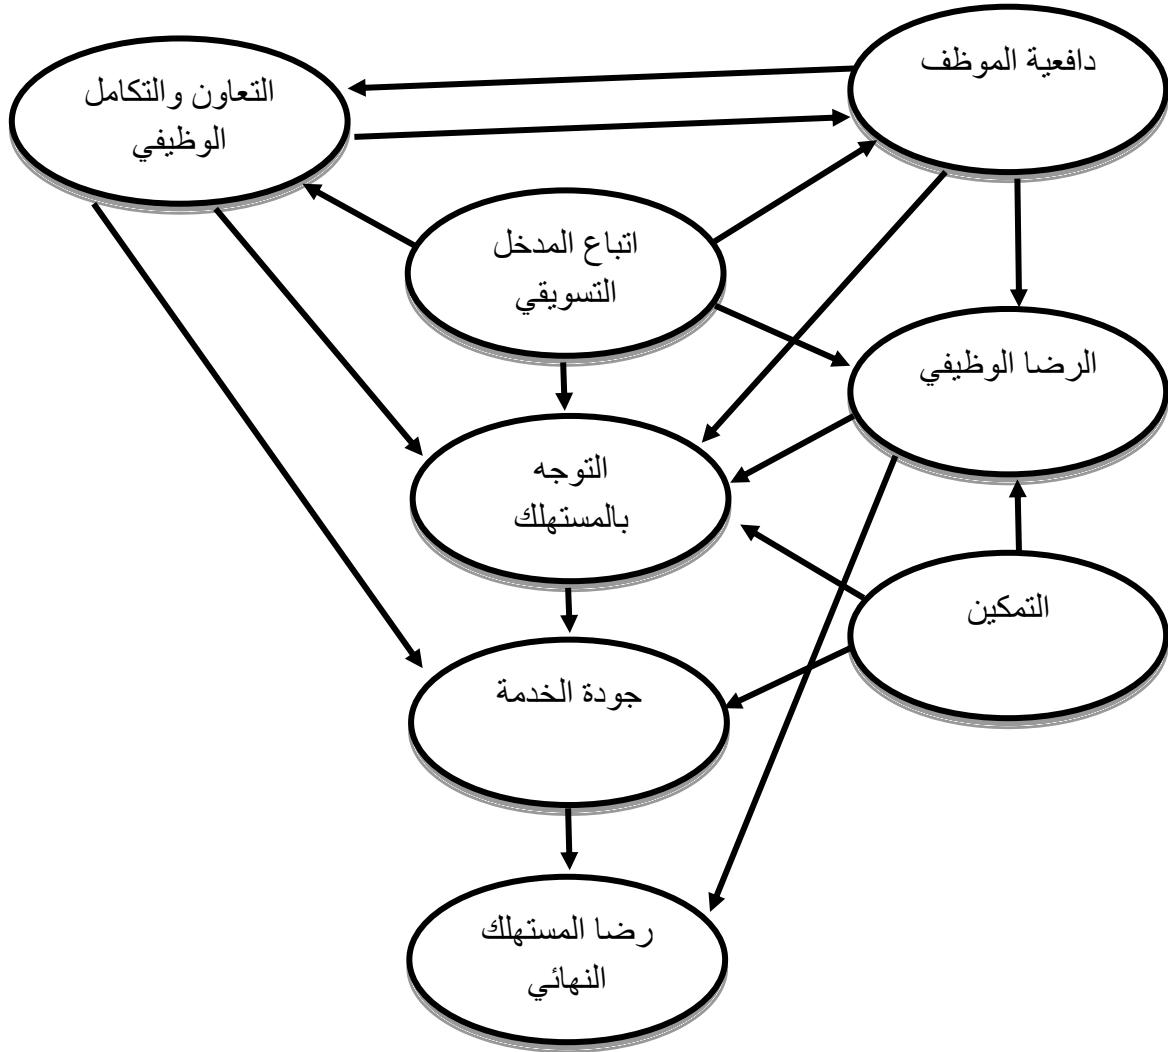 دافعية الموظف
التعاون والتكامل
الوظيفي
اتباع المدخل
التسويقي
الرضا الوظيفي
التوجه
بالمستهلك
التمكين
جودة الخدمة
رضا المستهلك
النهائي